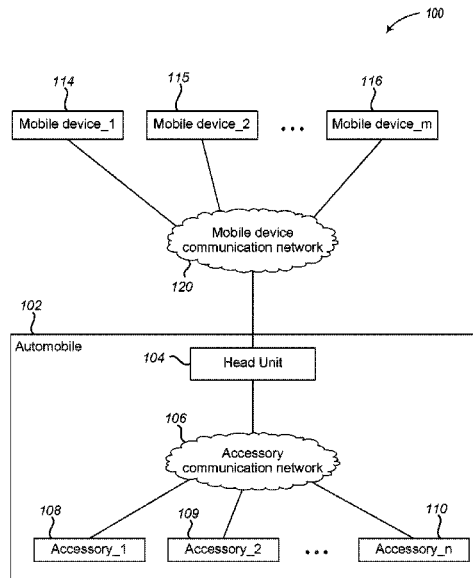 100
114 115 116
Mobile device_1 Mobile device_2 ... Mobile device_m
Mobile device
communication network
120
102
Automobile
104 Head Unit
106
Accessory
communication network
108 109 110
Accessory_1 Accessory_2 ... Accessory_n